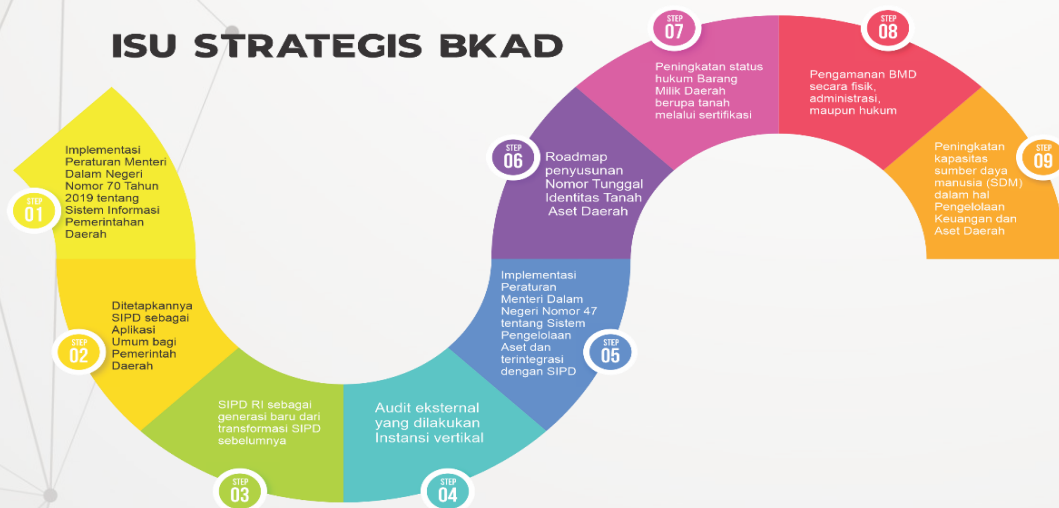 ISU STRATEGIS BKAD
STEP
01
Implementasi
Peraturan Menteri
Dalam Negeri
Nomor 70 Tahun
2019 tentang
Sistem Informasi
Pemerintahan
Daerah
STEP
02
Ditetapkannya
SIPD sebagai
Aplikasi
Umum bagi
Pemerintah
Daerah
STEP
03
SIPD RI sebagai
generasi baru dari
transformasi SIPD
sebelumnya
STEP
04
Audit eksternal
yang dilakukan
Instansi vertikal
STEP
05
Implementasi
Peraturan
Menteri Dalam
Negeri Nomor 47
tentang Sistem
Pengelolaan
Aset dan
terintegrasi
dengan SIPD
STEP
06
Roadmap
penyusunan
Nomor Tunggal
Identitas Tanah
Aset Daerah
STEP
07
Peningkatan status
hukum Barang
Milik Daerah
berupa tanah
melalui sertifikasi
STEP
08
Pengamanan BMD
secara fisik,
administrasi,
maupun hukum
STEP
09
Peningkatan
kapasitas
sumber daya
manusia (SDM)
dalam hal
Pengelolaan
Keuangan dan
Aset Daerah